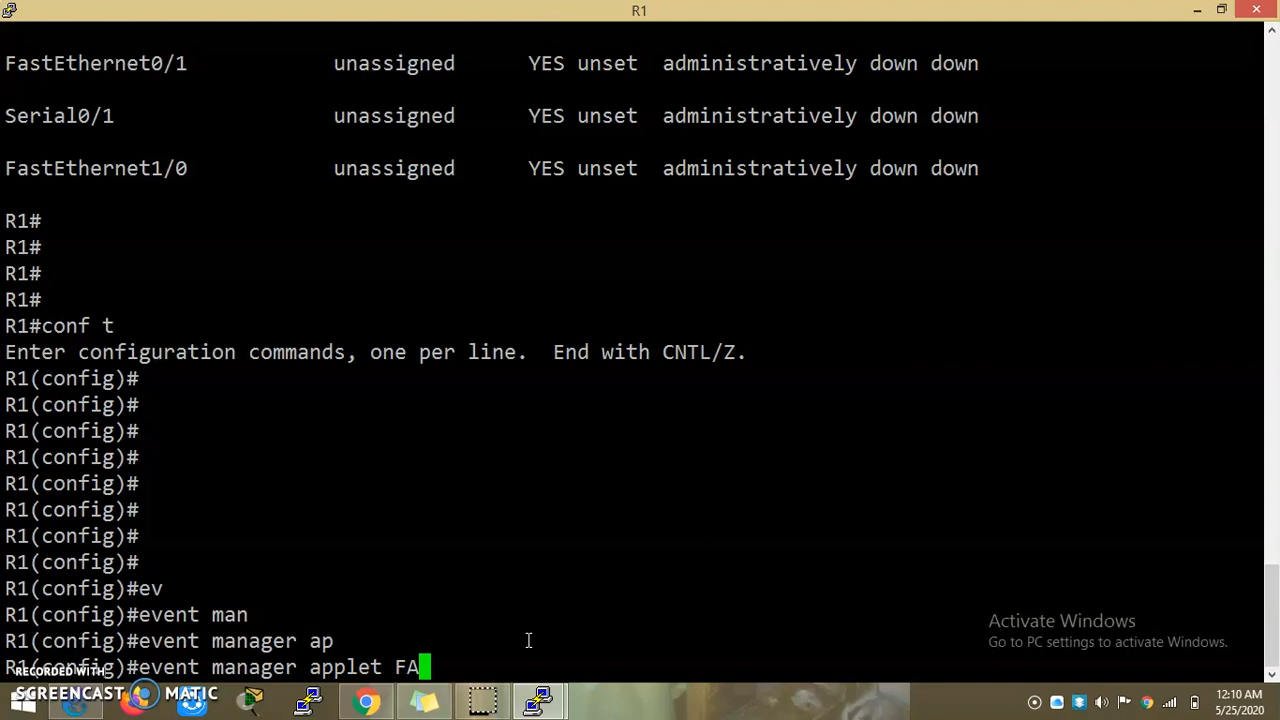 R1
FastEthernet0/1 unassigned YES unset administratively down down
Serial0/1 unassigned YES unset administratively down down
FastEthernet1/0 unassigned YES unset administratively down down
R1#
R1#
R1#
R1#
R1#conf t
Enter configuration commands, one per line. End with CNTL/Z.
R1(config)#
R1(config)#
R1(config)#
R1(config)#
R1(config)#
R1(config)#
R1(config)#
R1(config)#
R1(config)#ev
R1(config)#event man
R1(config)#event manager ap
R1(config)#event manager applet FA
Activate Windows
Go to PC settings to activate Windows.
RECORDED WITH
SCREENCAST MATIC
12:10 AM
5/25/2020